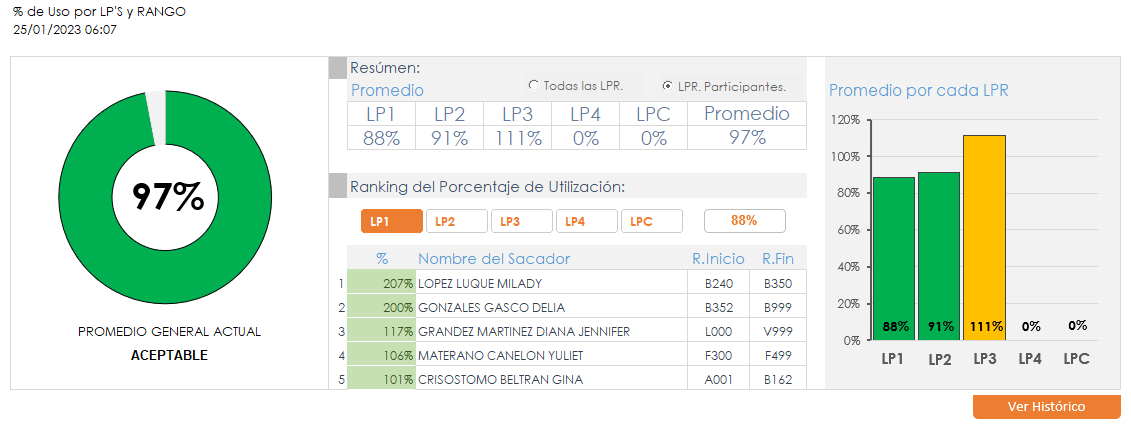 % de Uso por LP'S y RANGO
25/01/2023 06:07
97%
PROMEDIO GENERAL ACTUAL
ACEPTABLE
Resúmen:
Promedio
Todas las LPR.
LPR. Participantes.
LP1 LP2 LP3 LP4 LPC Promedio
88% 91% 111% 0% 0% 97%
Ranking del Porcentaje de Utilización:
LP1 LP2 LP3 LP4 LPC 88%
% Nombre del Sacador R.Inicio R.Fin
1 207% LOPEZ LUQUE MILADY B240 B350
2 200% GONZALES GASCO DELIA B352 B999
3 117% GRANDEZ MARTINEZ DIANA JENNIFER L000 V999
4 106% MATERANO CANELON YULIET F300 F499
5 101% CRISOSTOMO BELTRAN GINA A001 B162
Promedio por cada LPR
120%
100%
80%
60%
40%
20%
0%
88% 91% 111% 0% 0%
LP1 LP2 LP3 LP4 LPC
Ver Histórico